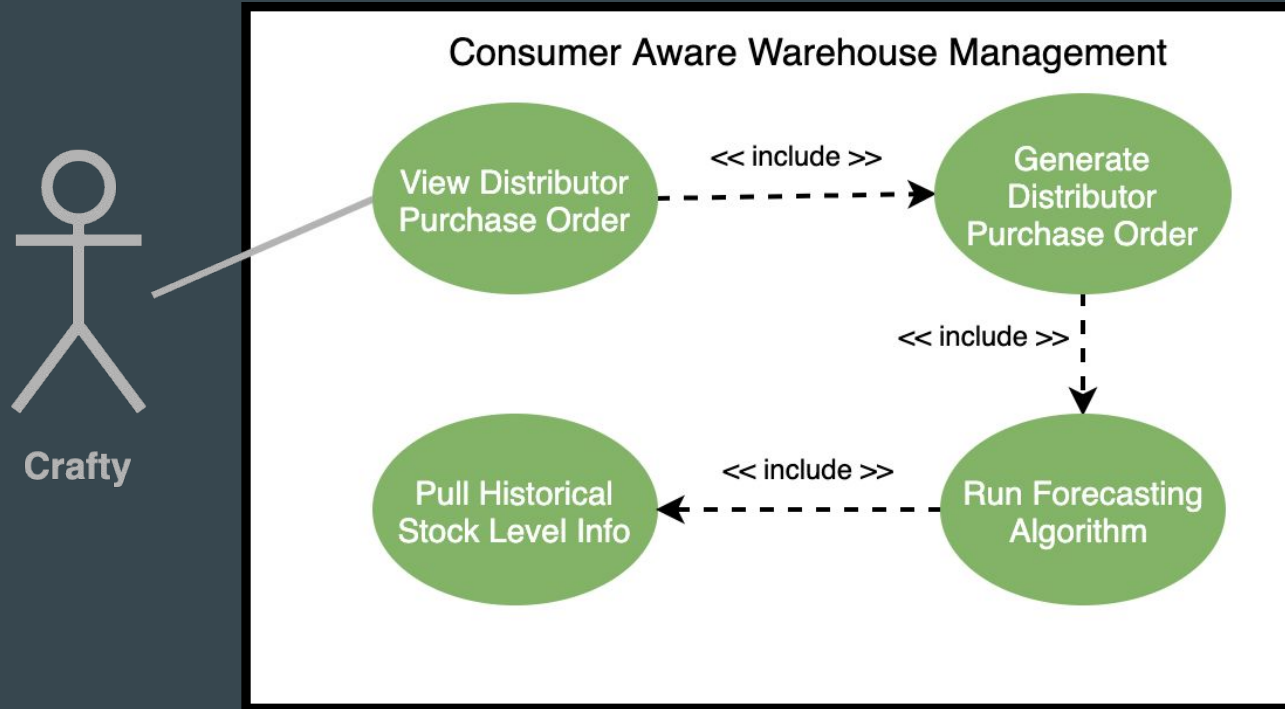 Consumer Aware Warehouse Management
View Distributor
Purchase Order
<< include >>
Generate
Distributor
Purchase Order
<< include >>
Run Forecasting
Algorithm
<< include >>
Pull Historical
Stock Level Info
Crafty